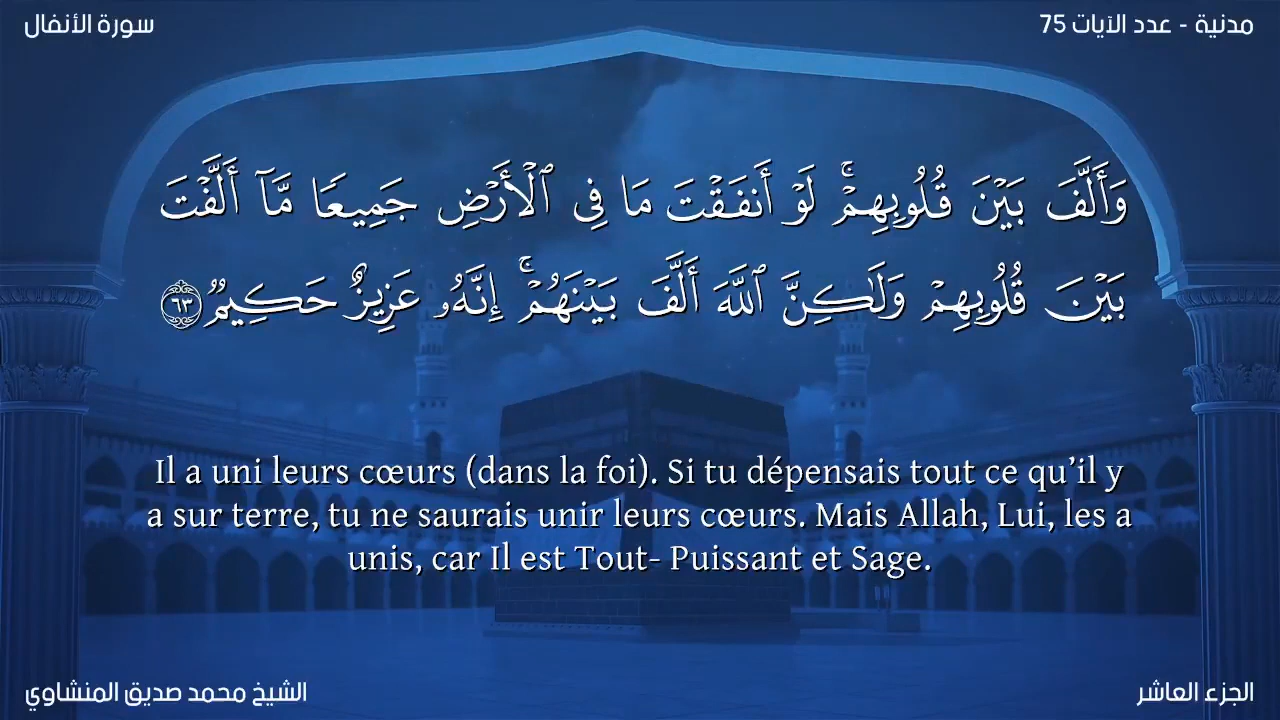 سورة الأنفال
مدنية - عدد الآيات 75
وَأَلَّفَ بَيْنَ قُلُوبِهِمْ ۚ لَوْ أَنفَقْتَ مَا فِي ٱلْأَرْضِ جَمِيعًا مَّآ أَلَّفْتَ
بَيْنَ قُلُوبِهِمْ وَلَـٰكِنَّ ٱللَّهَ أَلَّفَ بَيْنَهُمْ ۚ إِنَّهُۥ عَزِيزٌ حَكِيمٌ ٦٣
Il a uni leurs cœurs (dans la foi). Si tu dépensais tout ce qu’il y
a sur terre, tu ne saurais unir leurs cœurs. Mais Allah, Lui, les a
unis, car Il est Tout- Puissant et Sage.
الشيخ محمد صديق المنشاوي
الجزء العاشر